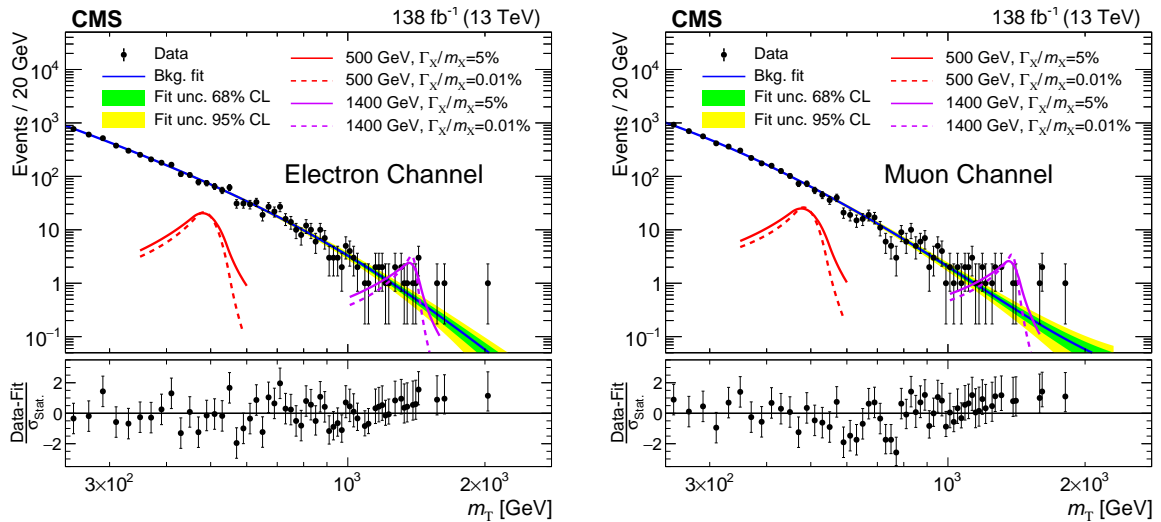 CMS 138 fb⁻¹ (13 TeV)
Events / 20 GeV
10⁴
10³
10²
10
1
10⁻¹
Data
Bkg. fit
Fit unc. 68% CL
Fit unc. 95% CL
500 GeV, Γ_X/m_X=5%
500 GeV, Γ_X/m_X=0.01%
1400 GeV, Γ_X/m_X=5%
1400 GeV, Γ_X/m_X=0.01%
Electron Channel
Data-Fit
σ_Stat.
2
0
−2
3×10² 10³ 2×10³
m_T [GeV]
CMS 138 fb⁻¹ (13 TeV)
Events / 20 GeV
10⁴
10³
10²
10
1
10⁻¹
Data
Bkg. fit
Fit unc. 68% CL
Fit unc. 95% CL
500 GeV, Γ_X/m_X=5%
500 GeV, Γ_X/m_X=0.01%
1400 GeV, Γ_X/m_X=5%
1400 GeV, Γ_X/m_X=0.01%
Muon Channel
Data-Fit
σ_Stat.
2
0
−2
3×10² 10³ 2×10³
m_T [GeV]